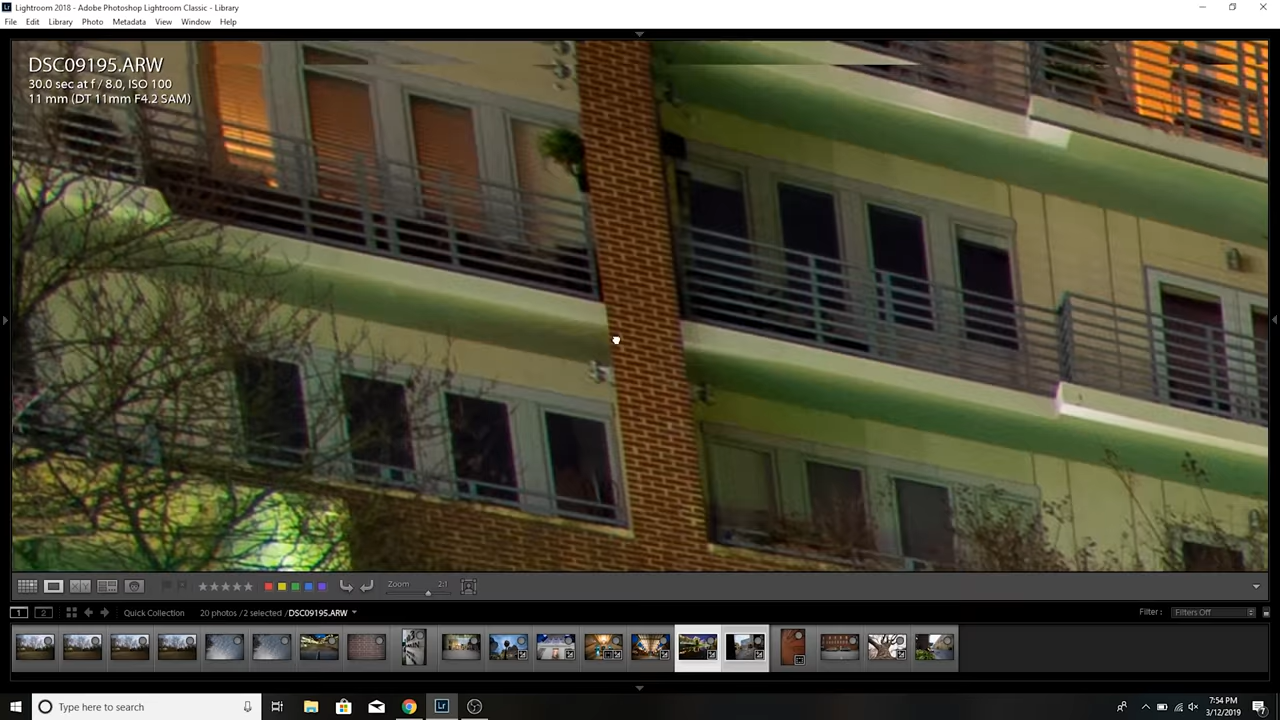 Lightroom 2018 - Adobe Photoshop Lightroom Classic - Library
File Edit Library Photo Metadata View Window Help
DSC09195.ARW
30.0 sec at f / 8.0, ISO 100
11 mm (DT 11mm F4.2 SAM)
Zoom 2:1
1 2 Quick Collection 20 photos / 2 selected / DSC09195.ARW Filter : Filters Off
Type here to search
Lr
7:54 PM
3/12/2019
7